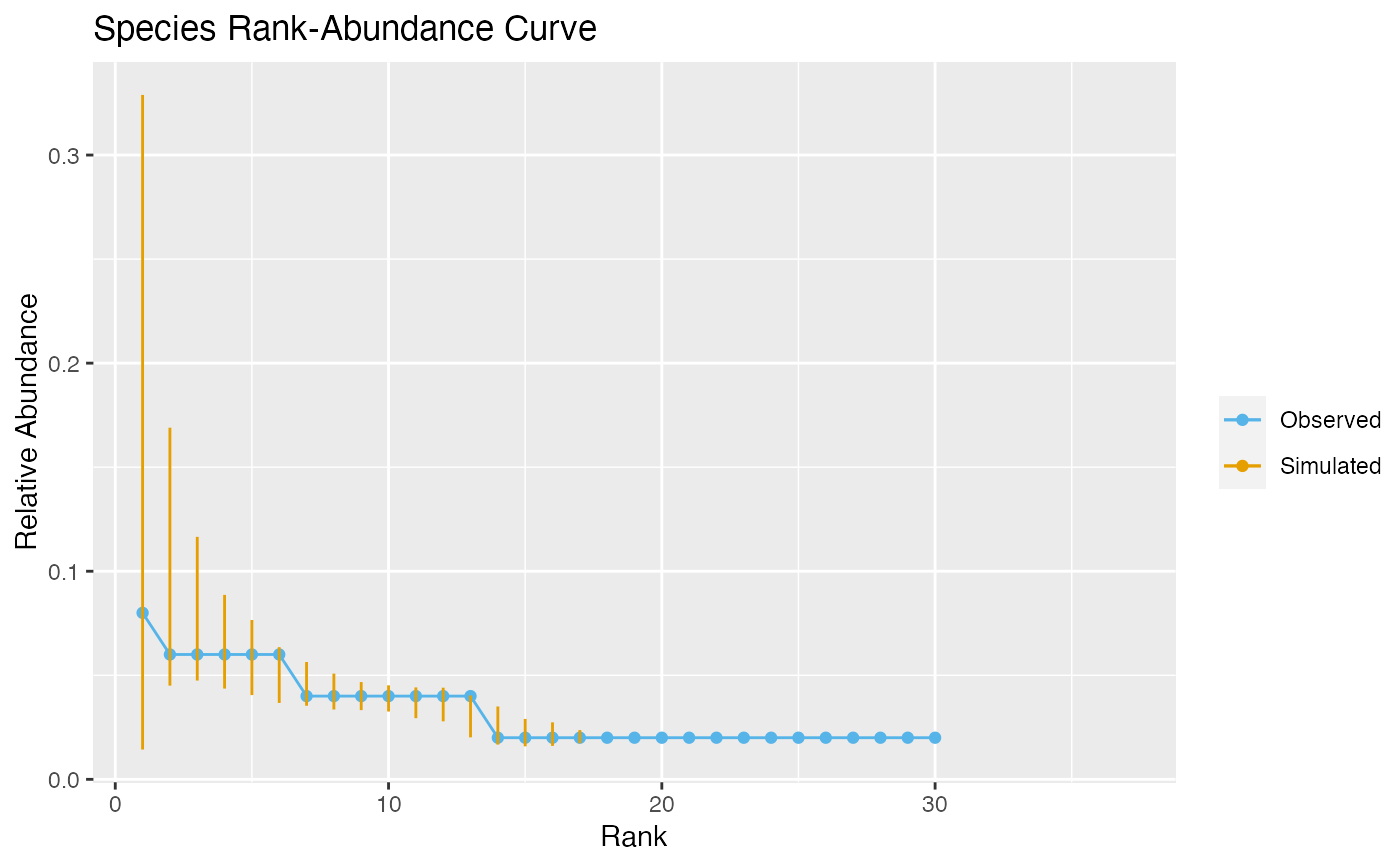 Species Rank-Abundance Curve
Relative Abundance
0.3
0.2
0.1
0.0
0 10 20 30
Rank
Observed
Simulated